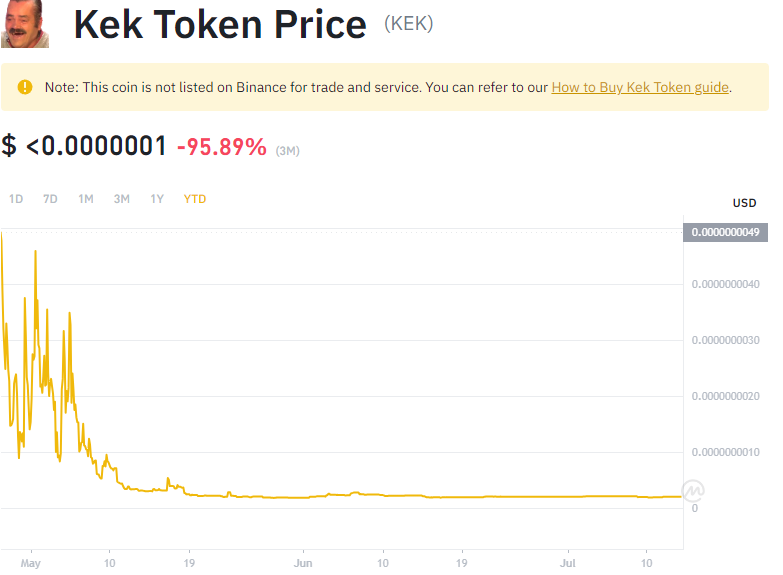 Kek Token Price (KEK)
Note: This coin is not listed on Binance for trade and service. You can refer to our How to Buy Kek Token guide.
$ <0.0000001 -95.89% (3M)
1D 7D 1M 3M 1Y YTD
USD
0.0000000049
0.0000000040
0.0000000030
0.0000000020
0.0000000010
0
May 10 19 Jun 10 19 Jul 10